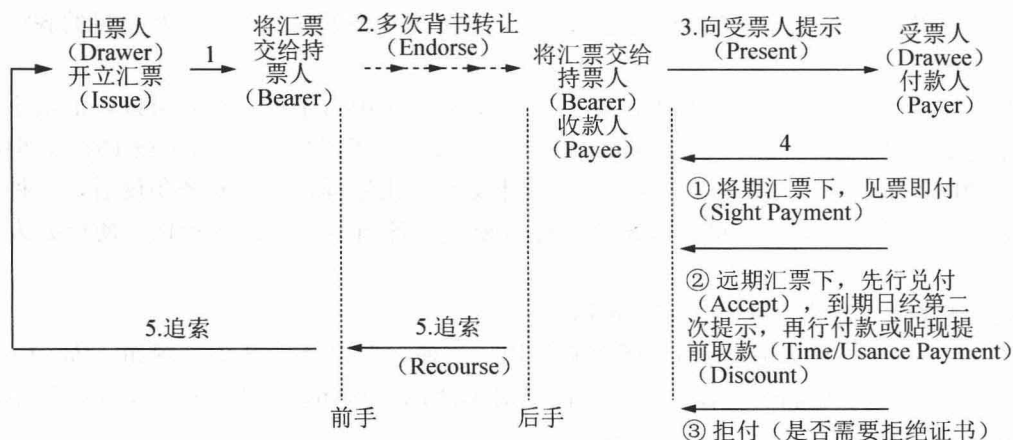 出票人
（Drawer）
开立汇票
（Issue）
1
将汇票
交给持
票人
（Bearer）
2.多次背书转让
（Endorse）
将汇票交给
持票人
（Bearer）
收款人
（Payee）
3.向受票人提示
（Present）
受票人
（Drawee）
付款人
（Payer）
4
① 将期汇票下，见票即付
（Sight Payment）
② 远期汇票下，先行兑付
（Accept），到期日经第二
次提示，再行付款或贴现提
前取款（Time/Usance Payment）
（Discount）
③ 拒付（是否需要拒绝证书）
5.追索
5.追索
（Recourse）
前手
后手